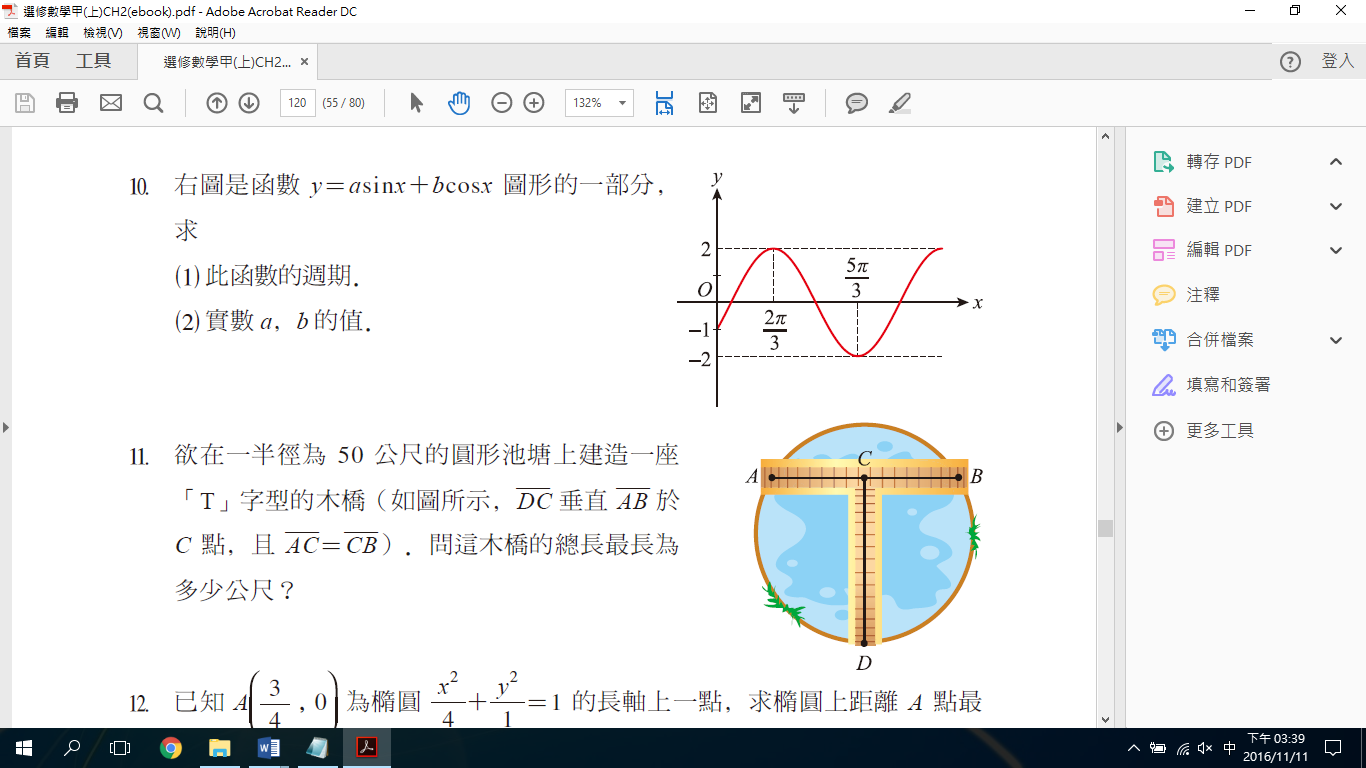 選修數學甲(上)CH2(ebook).pdf - Adobe Acrobat Reader DC
檔案 編輯 檢視(V) 視窗(W) 說明(H)
首頁 工具 選修數學甲(上)CH2... × ? 登入
120 (55 / 80) 132%
轉存 PDF
建立 PDF
編輯 PDF
注釋
合併檔案
填寫和簽署
更多工具
10. 右圖是函數 y=asinx+bcosx 圖形的一部分，
求
(1) 此函數的週期．
(2) 實數 a，b 的值．
y
2
O
−1
−2
2π/3
5π/3
x
11. 欲在一半徑為 50 公尺的圓形池塘上建造一座
「T」字型的木橋（如圖所示，\overline{DC} 垂直 \overline{AB} 於
C 點，且 \overline{AC}=\overline{CB}）．問這木橋的總長最長為
多少公尺？
A
C
B
D
12. 已知 A(3/4 , 0) 為橢圓 x²/4+y²/1=1 的長軸上一點，求橢圓上距離 A 點最
中
下午 03:39
2016/11/11